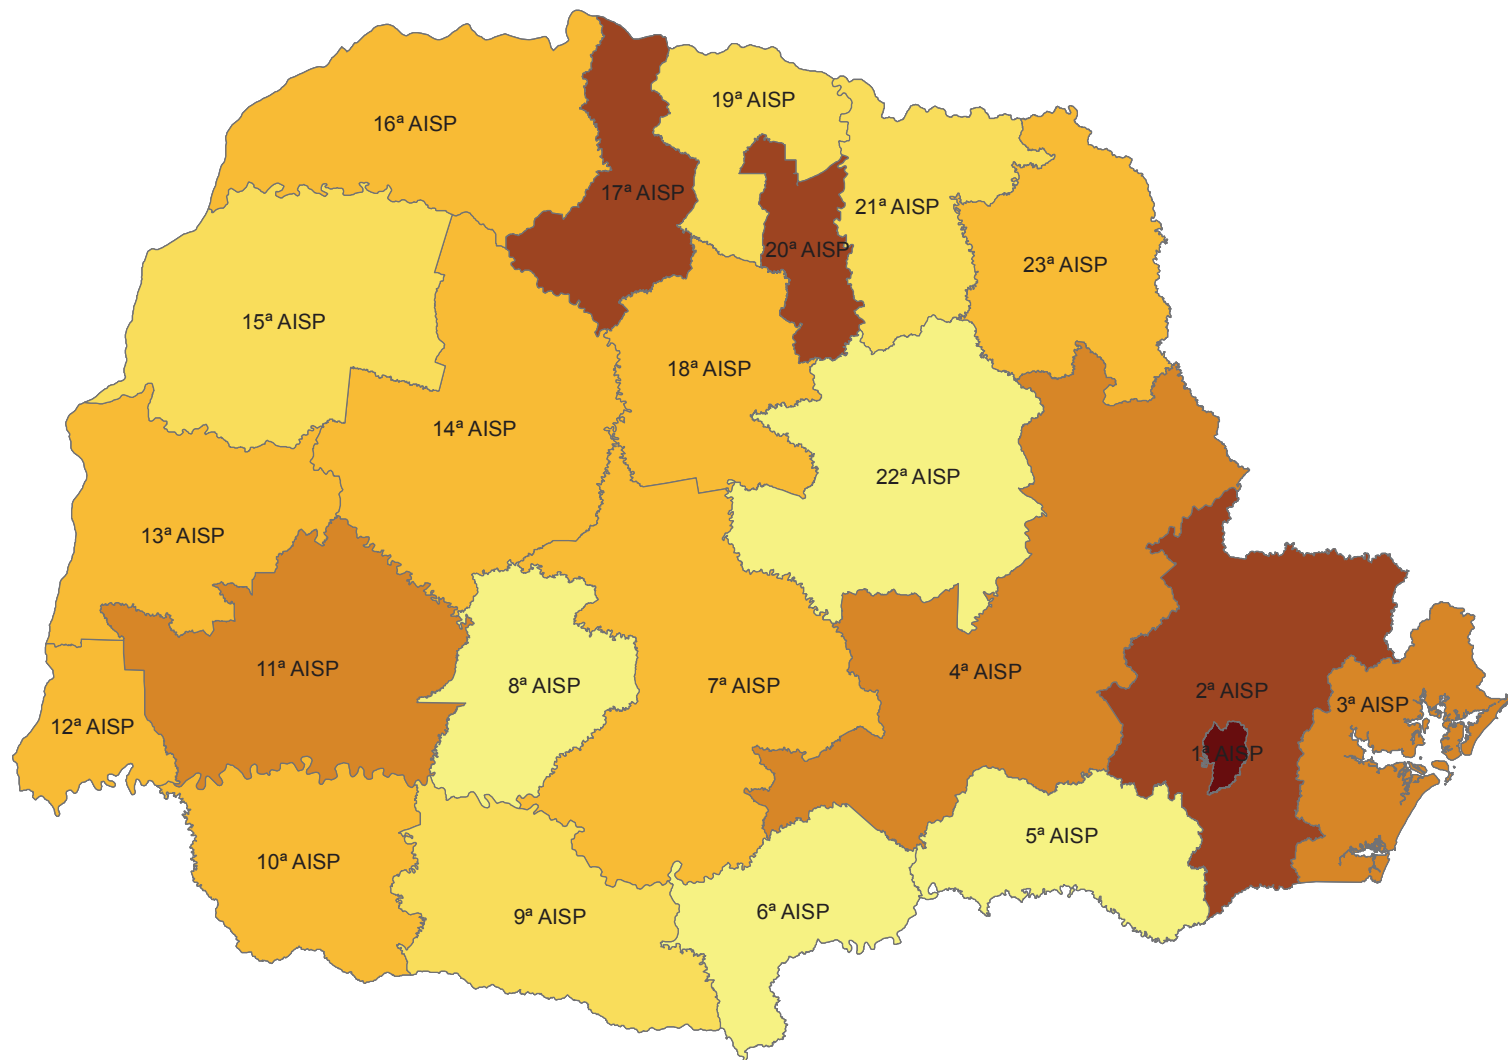 19ª AISP
16ª AISP
17ª AISP
21ª AISP
20ª AISP
23ª AISP
15ª AISP
18ª AISP
14ª AISP
22ª AISP
13ª AISP
11ª AISP
4ª AISP
8ª AISP
7ª AISP
2ª AISP
3ª AISP
12ª AISP
1ª AISP
5ª AISP
10ª AISP
6ª AISP
9ª AISP